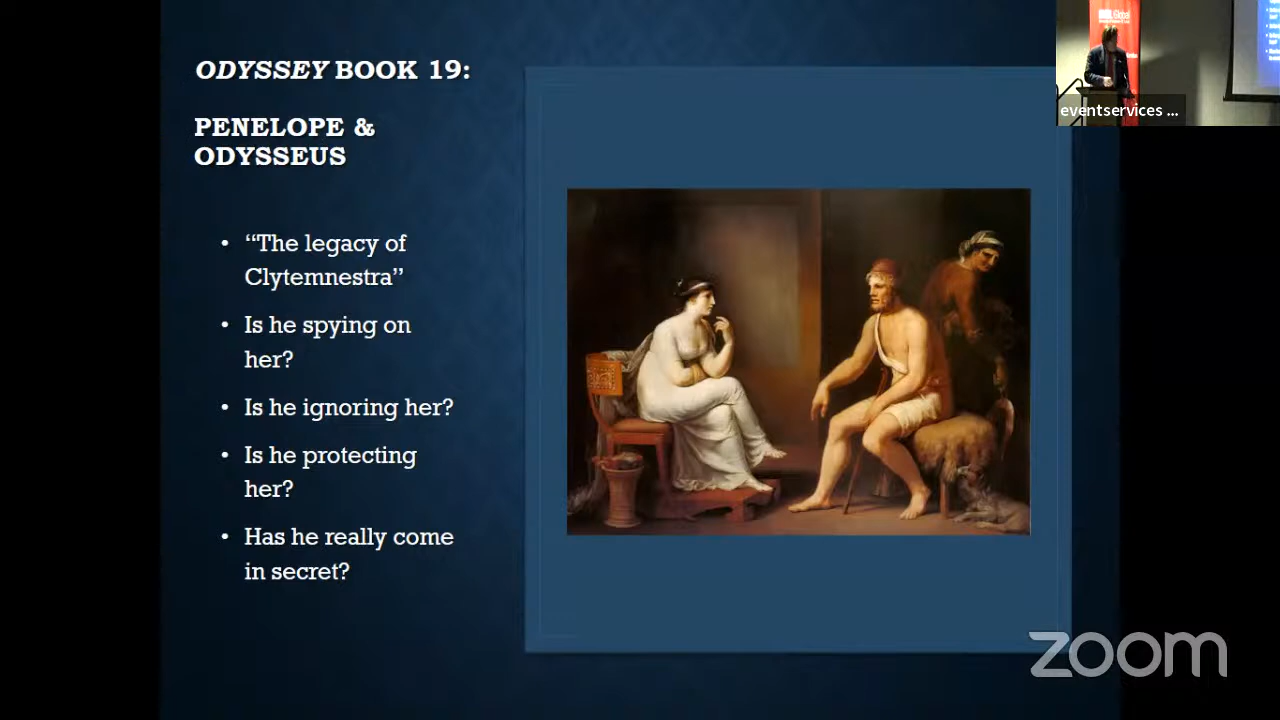 ODYSSEY BOOK 19:
PENELOPE &
ODYSSEUS
• “The legacy of
Clytemnestra”
• Is he spying on
her?
• Is he ignoring her?
• Is he protecting
her?
• Has he really come
in secret?
eventservices ...
zoom